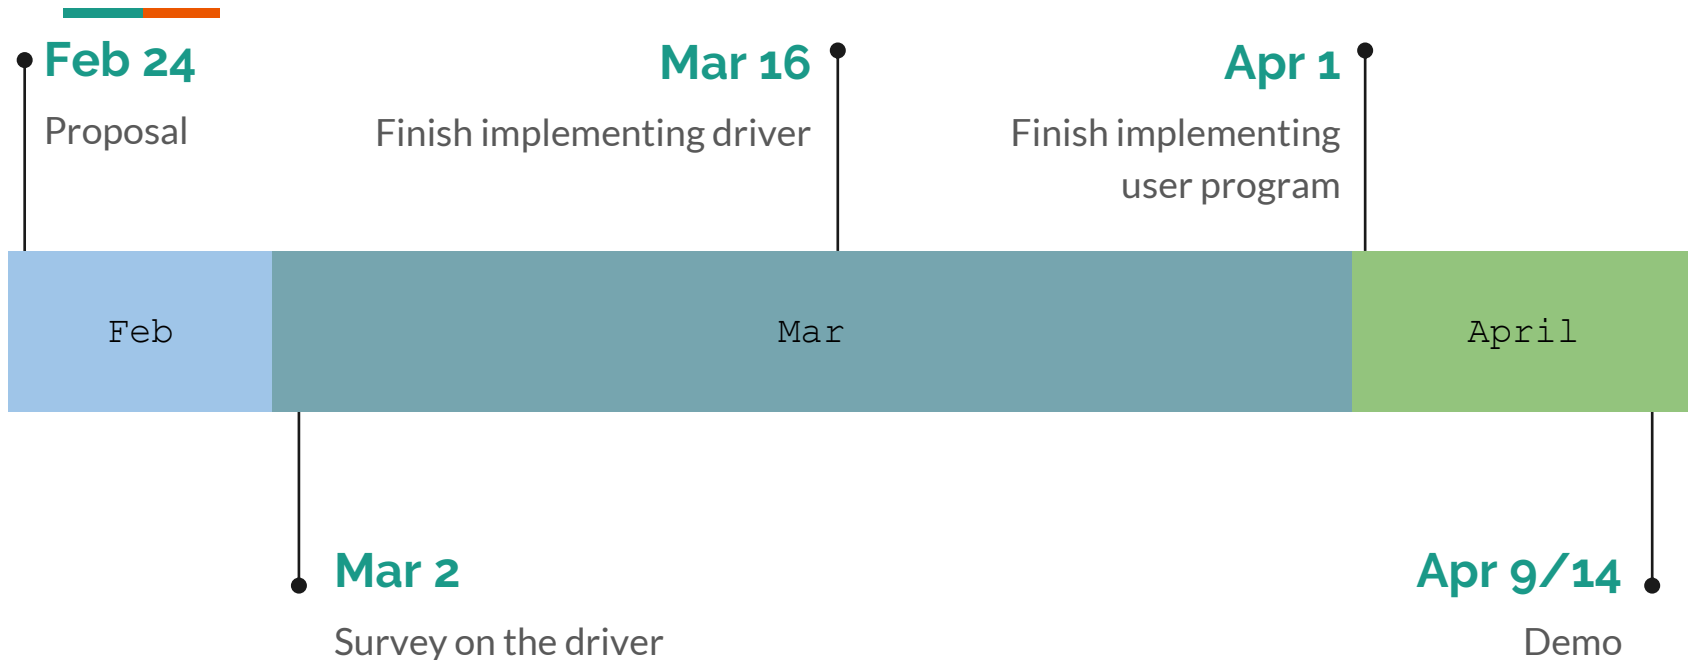 Feb 24
Proposal
Mar 16
Finish implementing driver
Apr 1
Finish implementing
user program
Feb
Mar
April
Mar 2
Survey on the driver
Apr 9/14
Demo